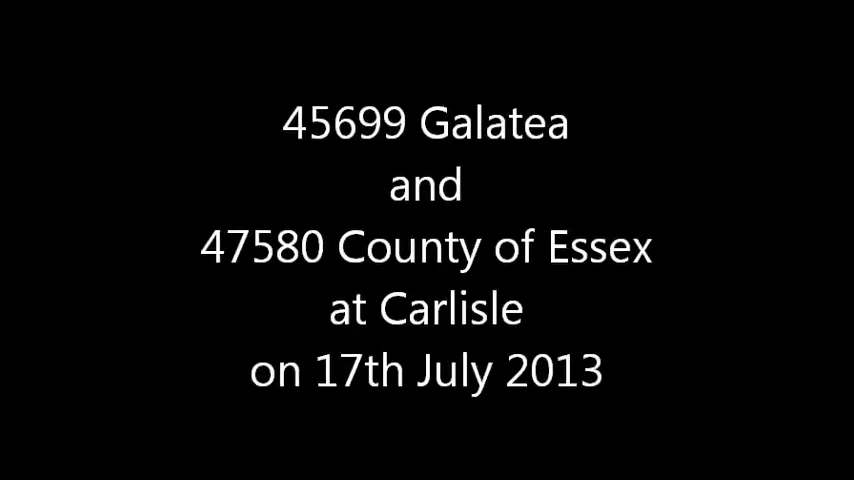 45699 Galatea
and
47580 County of Essex
at Carlisle
on 17th July 2013